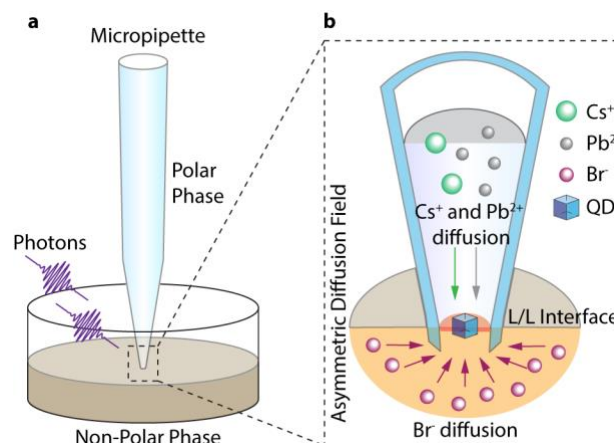 a
Micropipette
Polar
Phase
Photons
Non-Polar Phase
b
Asymmetric Diffusion Field
Cs⁺
Pb²
Br⁻
QD
Cs⁺ and Pb²⁺
diffusion
L/L Interface
Br⁻ diffusion